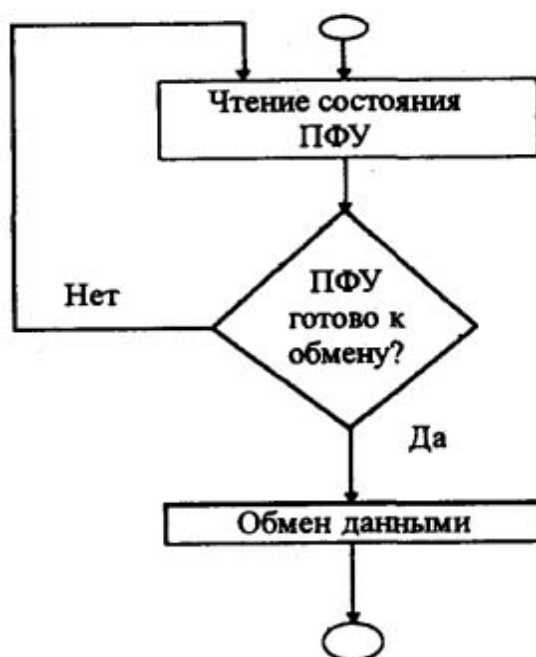 Чтение состояния
ПФУ
ПФУ
готово к
обмену?
Нет
Да
Обмен данными